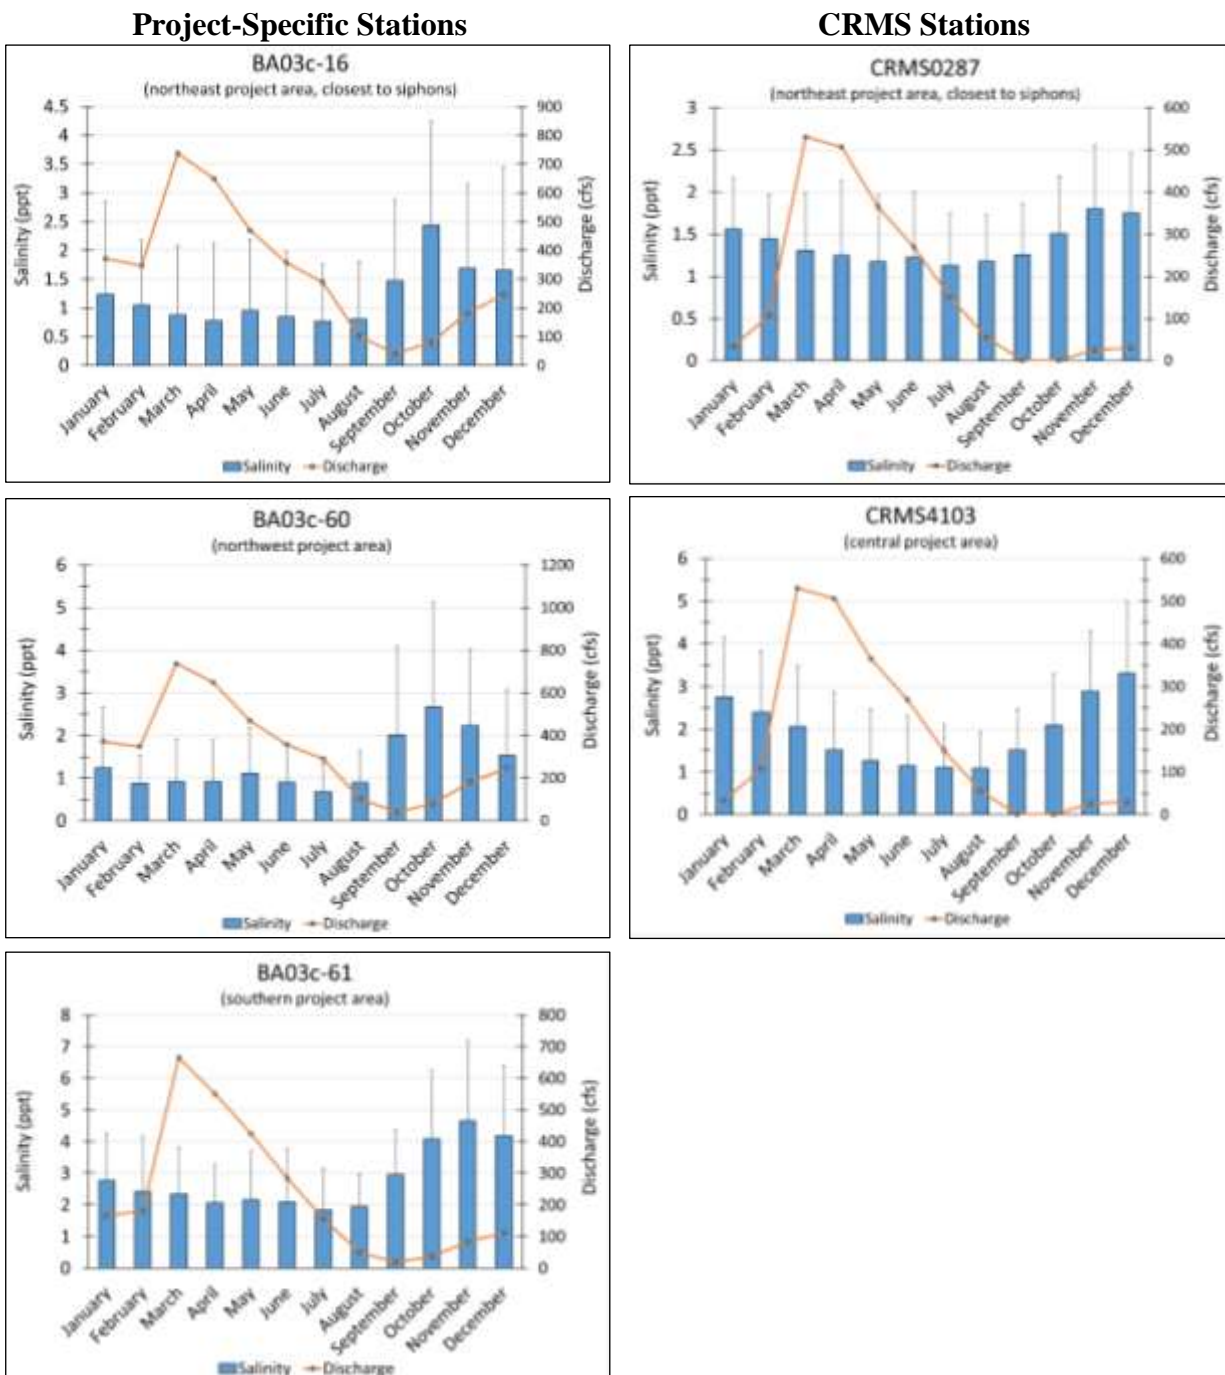 Project-Specific Stations
CRMS Stations
BA03c-16
(northeast project area, closest to siphons)
4.5
4
3.5
3
2.5
2
1.5
1
0.5
0
Salinity (ppt)
900
800
700
600
500
400
300
200
100
0
Discharge (cfs)
January
February
March
April
May
June
July
August
September
October
November
December
Salinity
Discharge
CRMS0287
(northeast project area, closest to siphons)
3
2.5
2
1.5
1
0.5
0
Salinity (ppt)
600
500
400
300
200
100
0
Discharge (cfs)
January
February
March
April
May
June
July
August
September
October
November
December
Salinity
Discharge
BA03c-60
(northwest project area)
6
5
4
3
2
1
0
Salinity (ppt)
1200
1000
800
600
400
200
0
Discharge (cfs)
January
February
March
April
May
June
July
August
September
October
November
December
Salinity
Discharge
CRMS4103
(central project area)
6
5
4
3
2
1
0
Salinity (ppt)
600
500
400
300
200
100
0
Discharge (cfs)
January
February
March
April
May
June
July
August
September
October
November
December
Salinity
Discharge
BA03c-61
(southern project area)
8
7
6
5
4
3
2
1
0
Salinity (ppt)
800
700
600
500
400
300
200
100
0
Discharge (cfs)
January
February
March
April
May
June
July
August
September
October
November
December
Salinity
Discharge